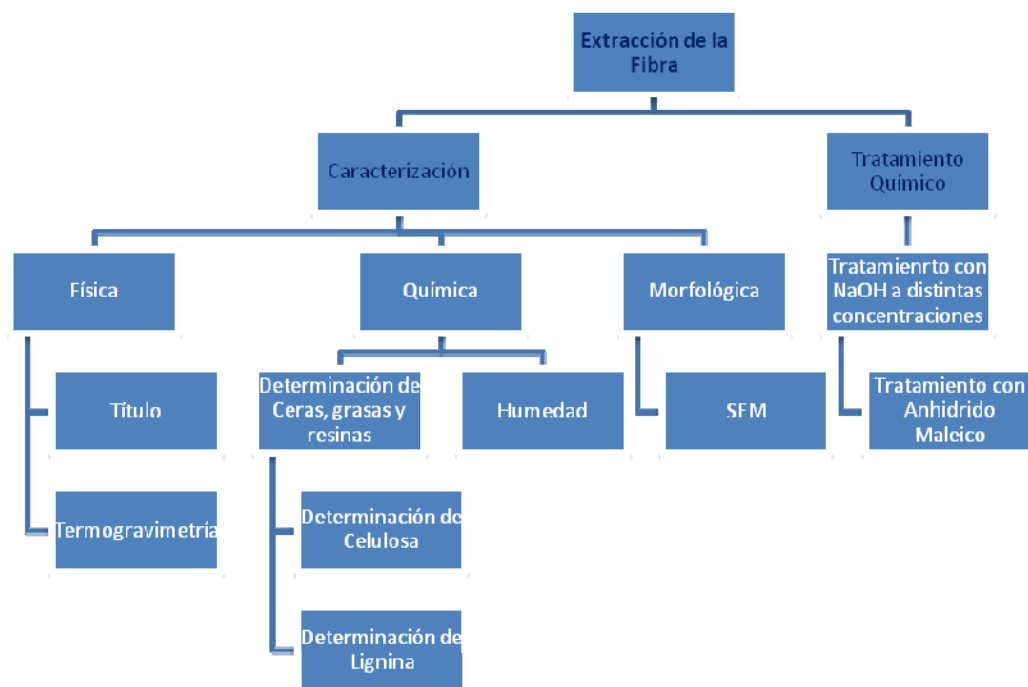 Extracción de la
Fibra
Caracterización
Tratamiento
Químico
Física
Química
Morfológica
Tratamienrto con
NaOH a distintas
concentraciones
Título
Determinación de
Ceras, grasas y
resinas
Humedad
SEM
Tratamiento con
Anhidrido
Maleico
Termogravimetría
Determinación de
Celulosa
Determinación de
Lignina